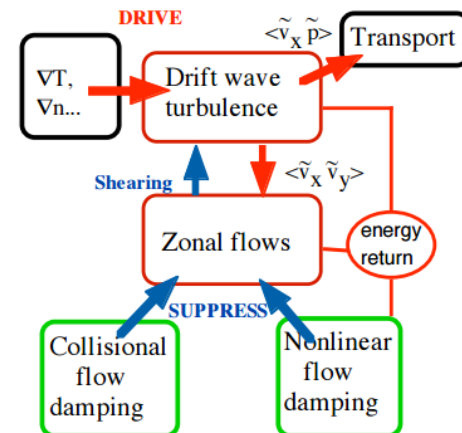 DRIVE
<ṽx p̃>
Transport
∇T,
∇n...
Drift wave
turbulence
Shearing
<ṽx ṽy>
Zonal flows
energy
return
SUPPRESS
Collisional
flow
damping
Nonlinear
flow
damping